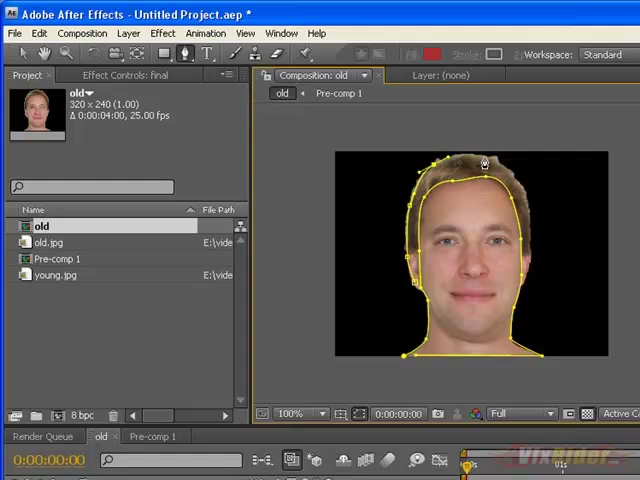 Adobe After Effects - Untitled Project.aep *
File Edit Composition Layer Effect Animation View Window Help
Workspace: Standard
Project Effect Controls: final
Composition: old Layer: (none)
old Pre-comp 1
old
320 x 240 (1.00)
Δ 0:00:04:00, 25.00 fps
Name File Path
old
old.jpg E:\vide
Pre-comp 1
young.jpg E:\vide
8 bpc
100% 0:00:00:00 Full Active Ca
Render Queue old Pre-comp 1
0:00:00:00
01s
VixRider